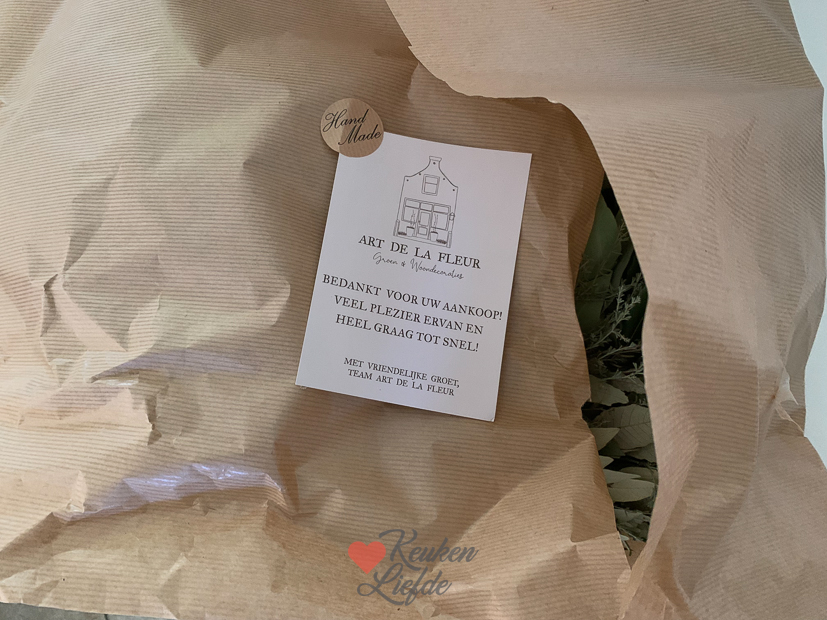 Hand
Made
ART DE LA FLEUR
Groen & Woondecoraties
BEDANKT VOOR UW AANKOOP!
VEEL PLEZIER ERVAN EN
HEEL GRAAG TOT SNEL!
MET VRIENDELIJKE GROET,
TEAM ART DE LA FLEUR
Keuken
Liefde